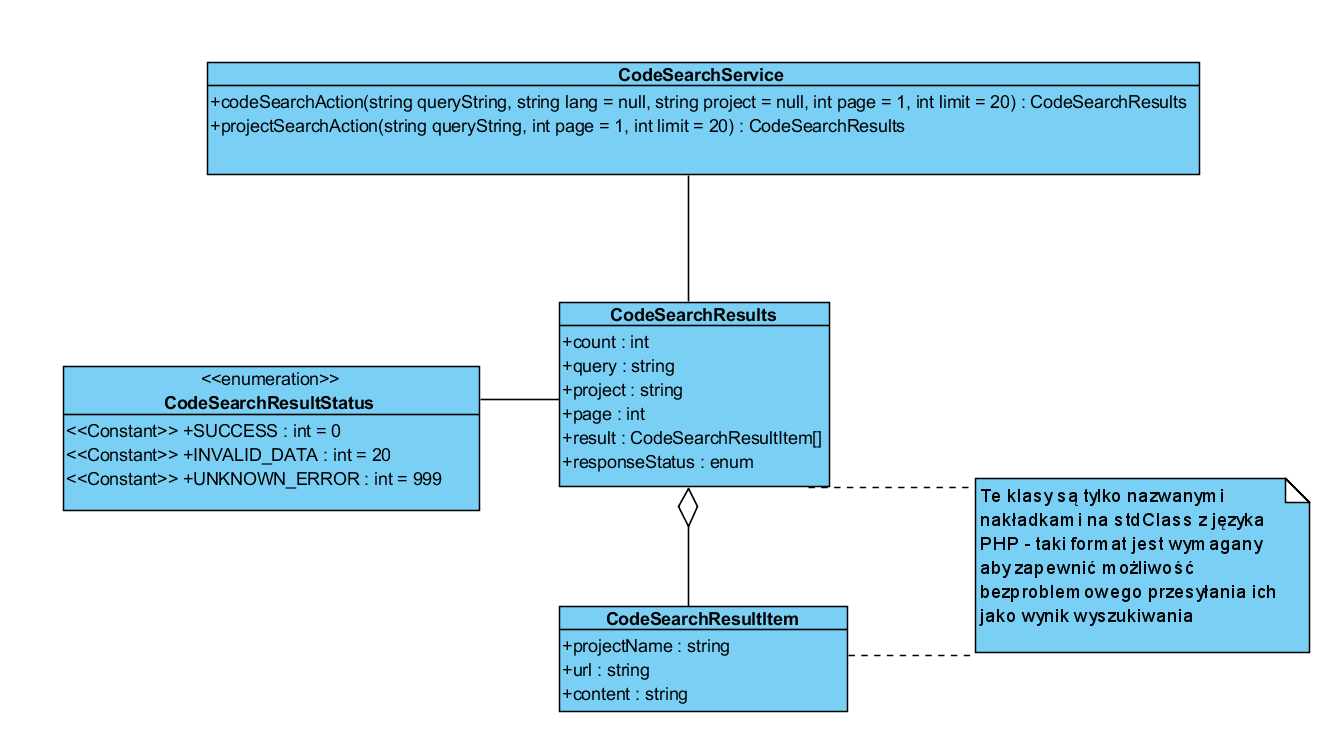 CodeSearchService
+codeSearchAction(string queryString, string lang = null, string project = null, int page = 1, int limit = 20) : CodeSearchResults
+projectSearchAction(string queryString, int page = 1, int limit = 20) : CodeSearchResults
CodeSearchResults
+count : int
+query : string
+project : string
+page : int
+result : CodeSearchResultItem[]
+responseStatus : enum
<<enumeration>>
CodeSearchResultStatus
<<Constant>> +SUCCESS : int = 0
<<Constant>> +INVALID_DATA : int = 20
<<Constant>> +UNKNOWN_ERROR : int = 999
Te klasy są tylko nazwanymi
nakładkami na stdClass z języka
PHP - taki format jest wymagany
aby zapewnić możliwość
bezproblemowego przesyłania ich
jako wynik wyszukiwania
CodeSearchResultItem
+projectName : string
+url : string
+content : string